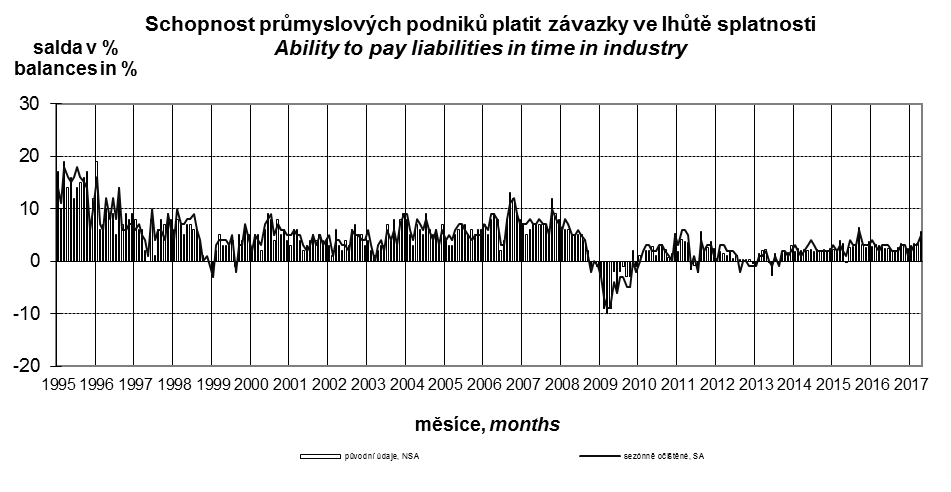 Schopnost průmyslových podniků platit závazky ve lhůtě splatnosti
Ability to pay liabilities in time in industry
salda v %
balances in %
30
20
10
0
-10
-20
1995 1996 1997 1998 1999 2000 2001 2002 2003 2004 2005 2006 2007 2008 2009 2010 2011 2012 2013 2014 2015 2016 2017
měsíce, months
původní údaje, NSA
sezónně očištěné, SA